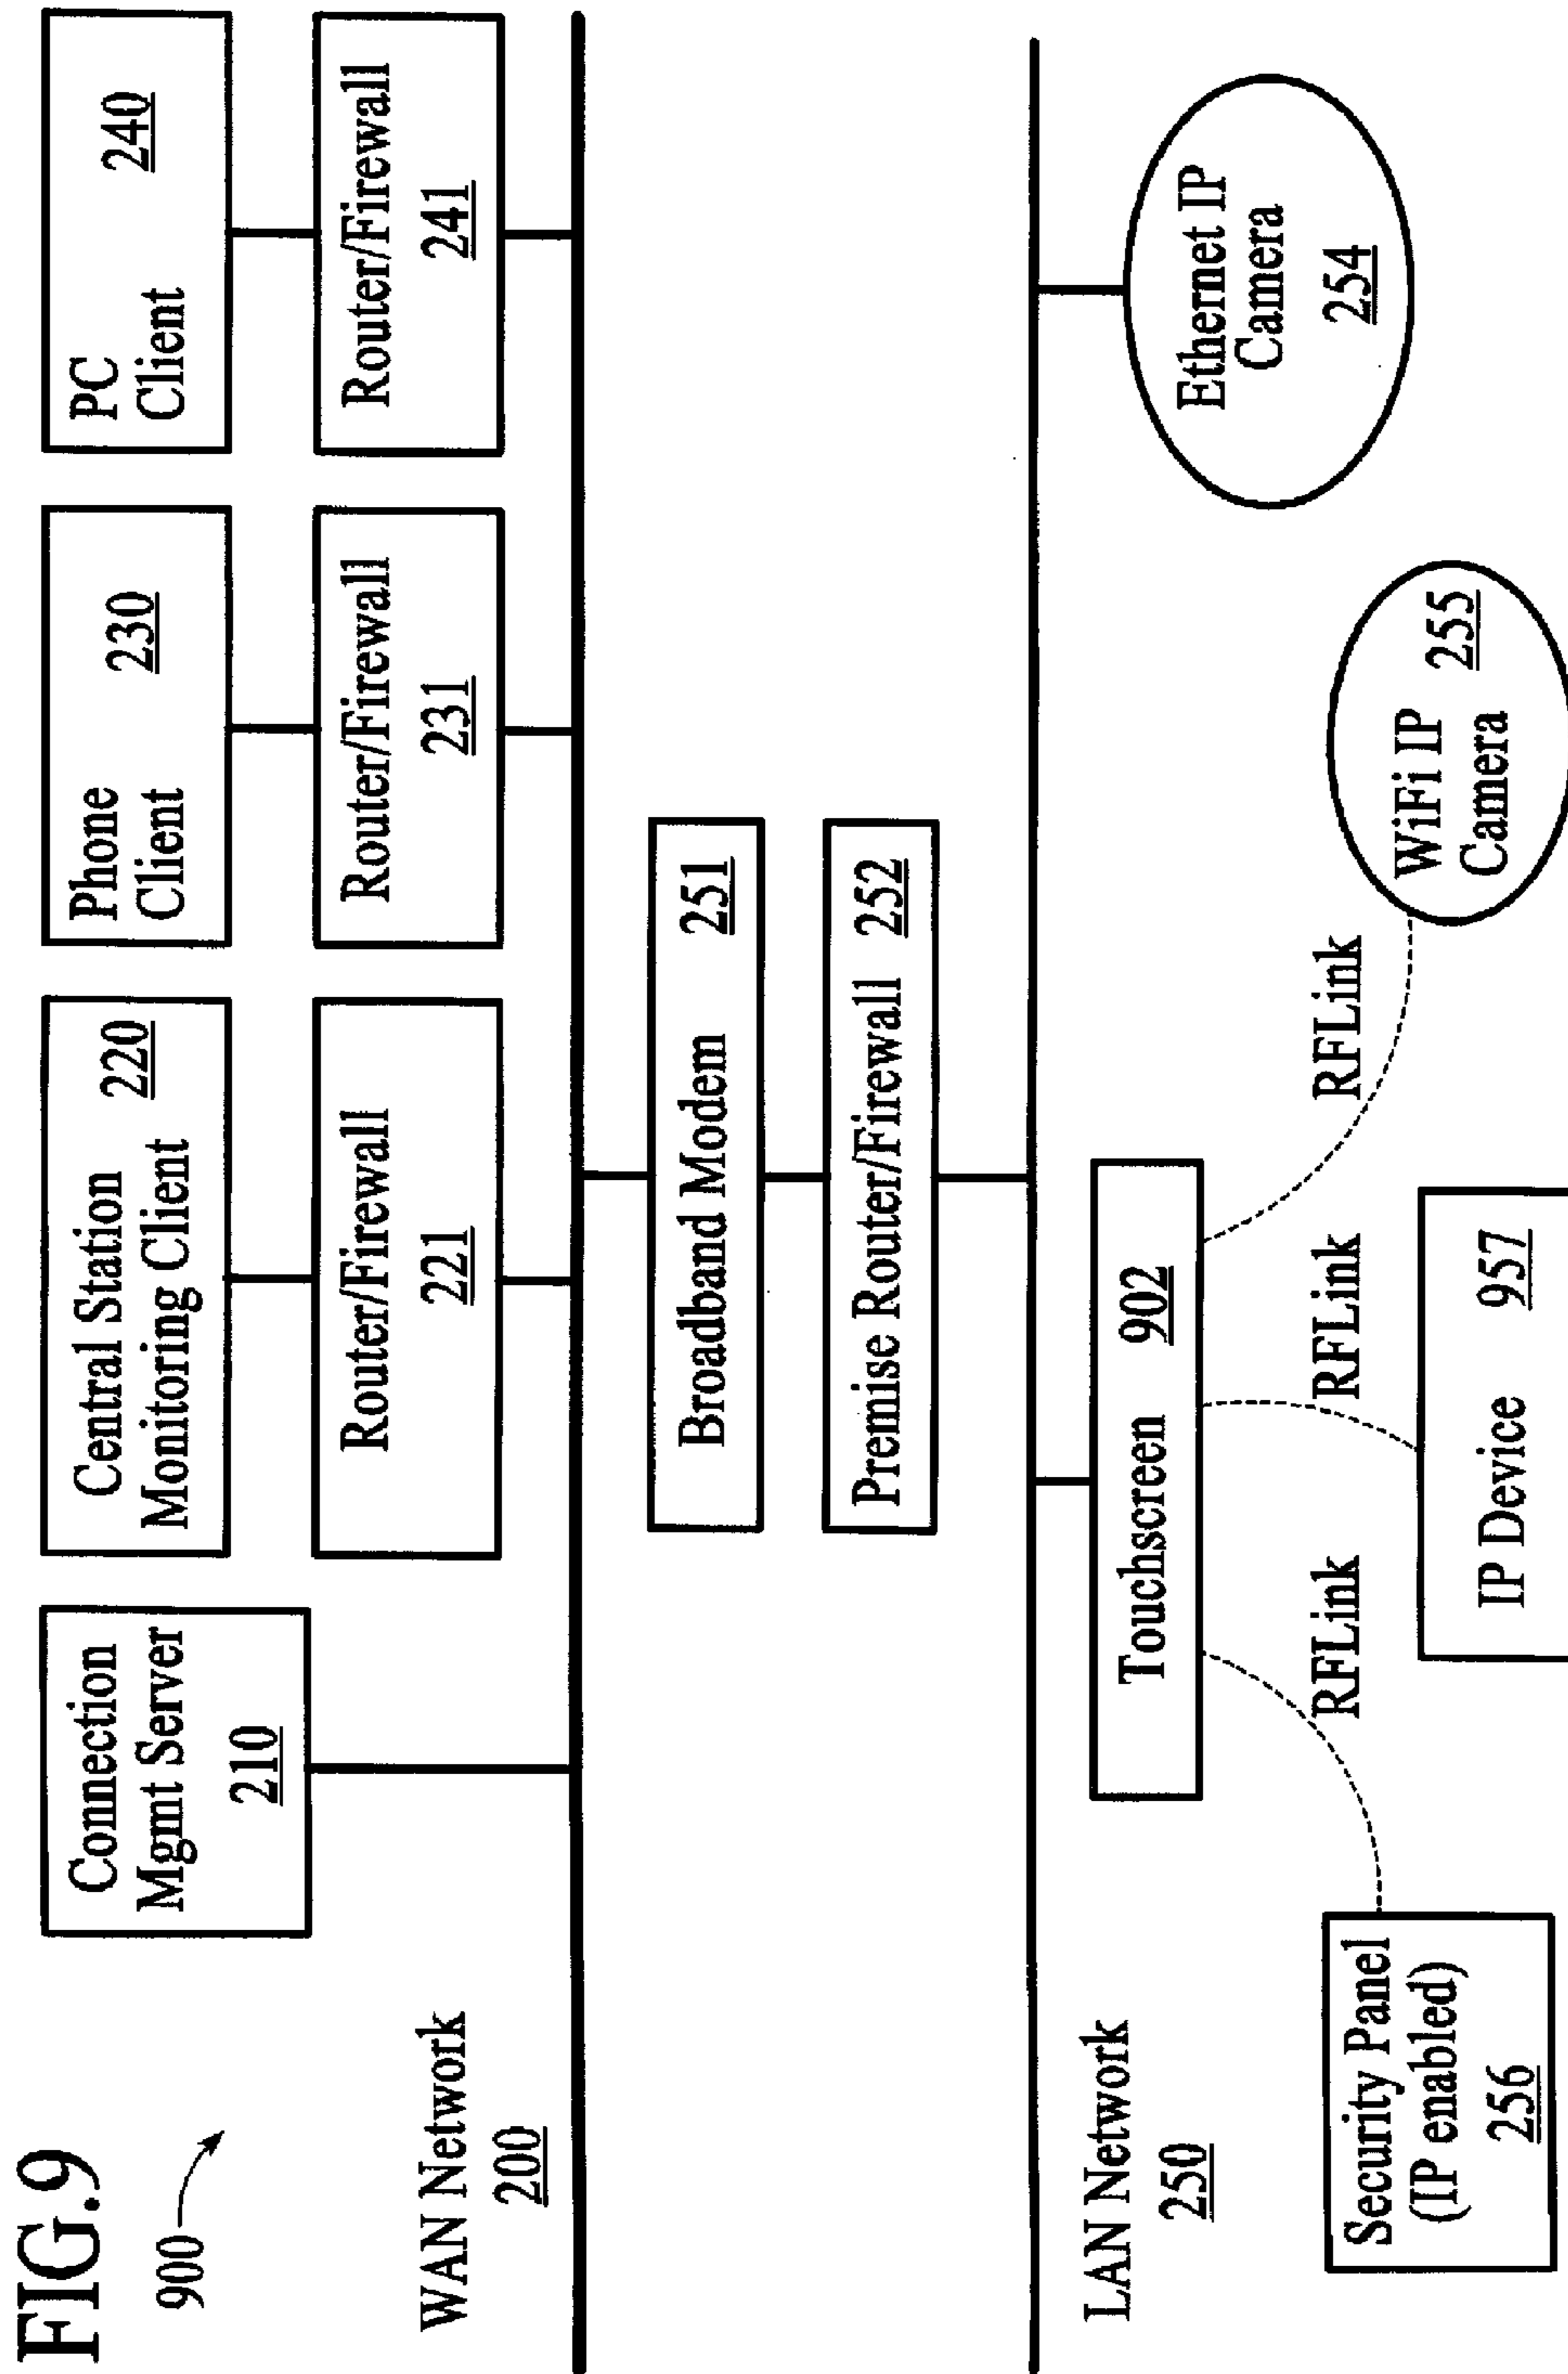 FIG.9
900
Connection
Mgmt Server
210
Central Station
Monitoring Client
220
Phone
Client
230
PC
Client
240
Router/Firewall
221
Router/Firewall
231
Router/Firewall
241
WAN Network
200
Broadband Modem 251
Premise Router/Firewall 252
LAN Network
250
Touchscreen 902
Ethernet IP
Camera
254
RFLink
RFLink
RFLink
Security Panel
(IP enabled)
256
IP Device 957
WiFi IP
Camera
255